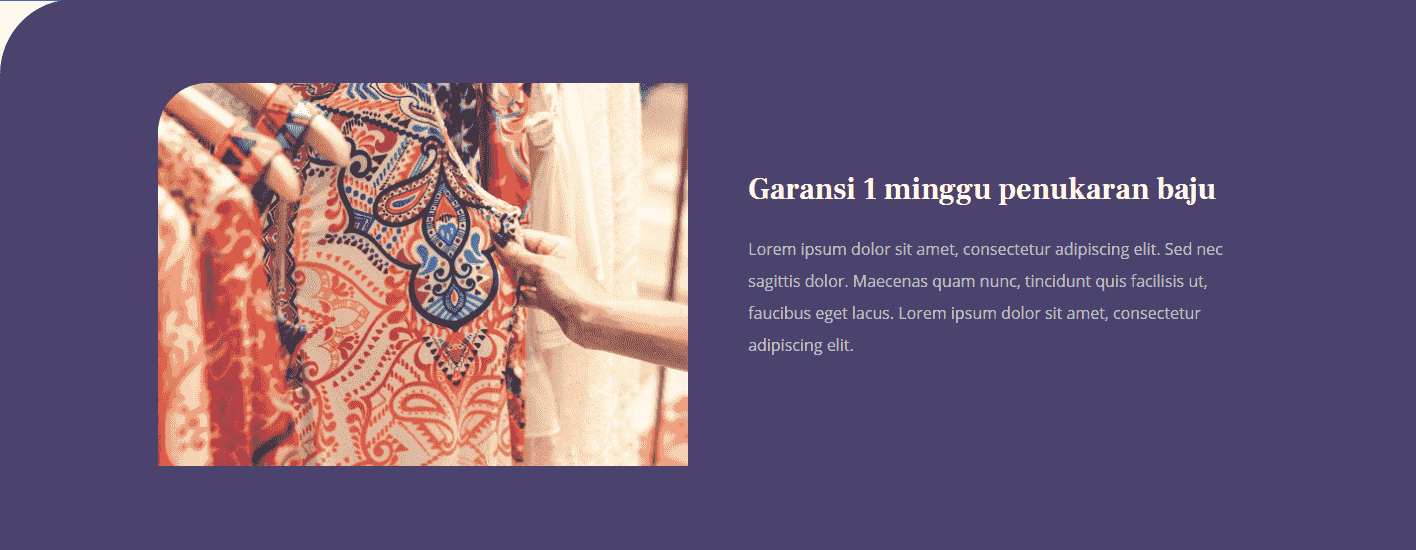 Garansi 1 minggu penukaran baju
Lorem ipsum dolor sit amet, consectetur adipiscing elit. Sed nec
sagittis dolor. Maecenas quam nunc, tincidunt quis facilisis ut,
faucibus eget lacus. Lorem ipsum dolor sit amet, consectetur
adipiscing elit.